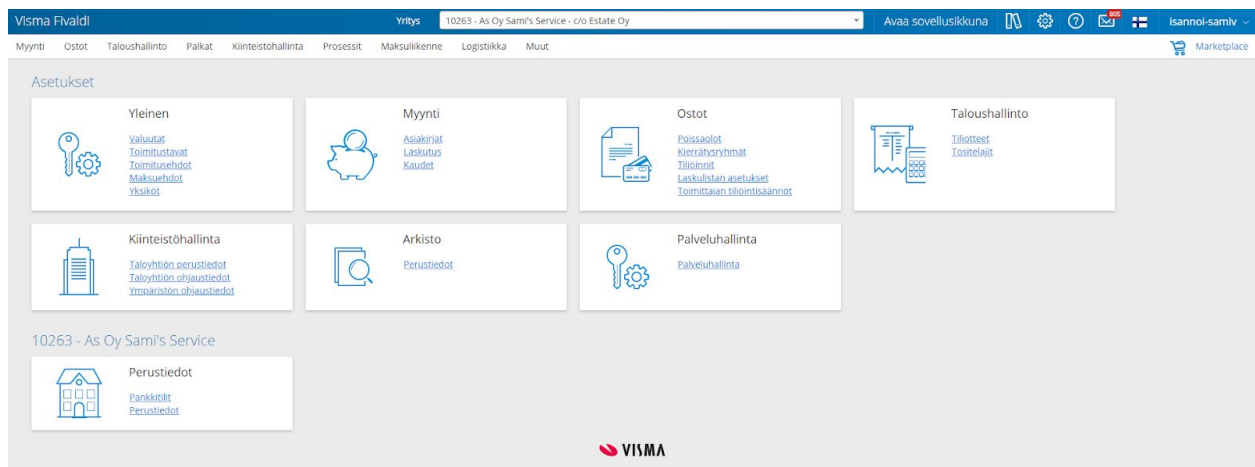 Visma Fivaldi
Yritys
10263 - As Oy Sami's Service - c/o Estate Oy
Avaa sovellusikkuna
805
isannoi-samiv
Myynti Ostot Taloushallinto Palkat Kiinteistöhallinta Prosessit Maksuliikenne Logistiikka Muut
Marketplace
Asetukset
Yleinen
Valuutat
Toimitustavat
Toimitusehdot
Maksuehdot
Yksiköt
Myynti
Asiakirjat
Laskutus
Kaudet
Ostot
Poissaolot
Kierrätysryhmät
Tiliöinnit
Laskulistan asetukset
Toimittajan tiliöintisäännöt
Taloushallinto
Tiliotteet
Tositelajit
Kiinteistöhallinta
Taloyhtiön perustiedot
Taloyhtiön ohjaustiedot
Ympäristön ohjaustiedot
Arkisto
Perustiedot
Palveluhallinta
Palveluhallinta
10263 - As Oy Sami's Service
Perustiedot
Pankkitilit
Perustiedot
VISMA